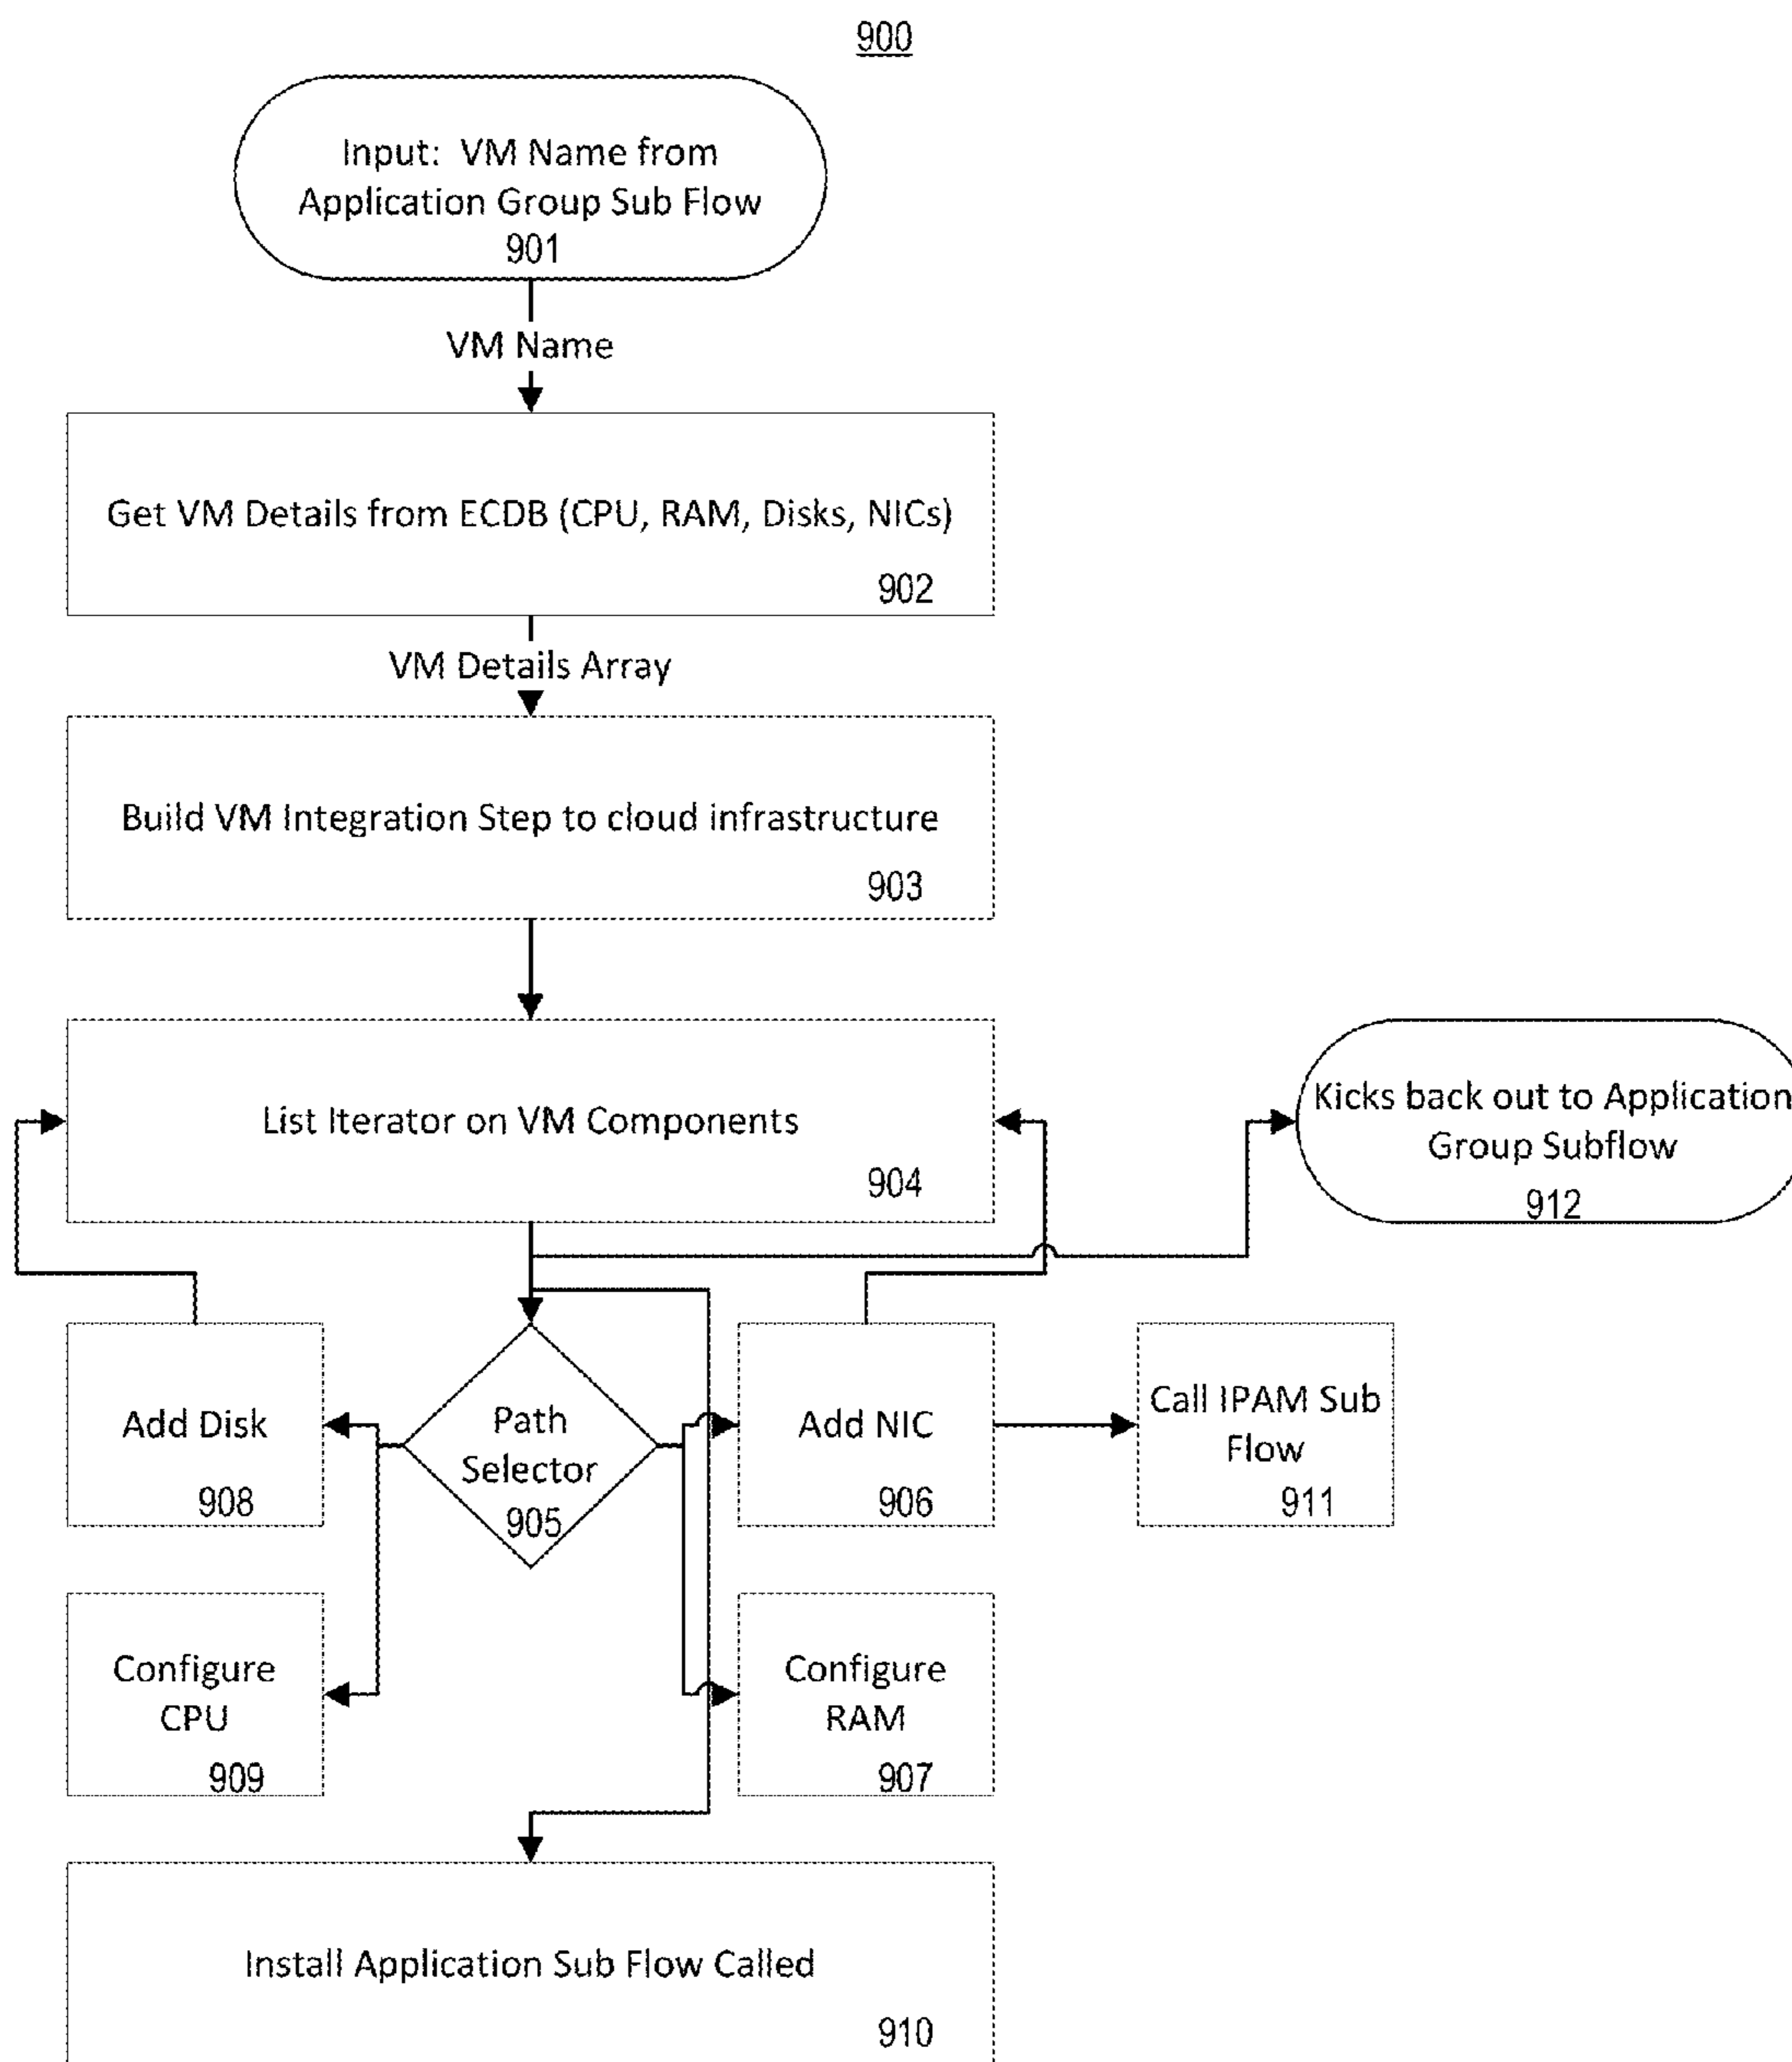 900
Input: VM Name from
Application Group Sub Flow
901
VM Name
Get VM Details from ECDB (CPU, RAM, Disks, NICs)
902
VM Details Array
Build VM Integration Step to cloud infrastructure
903
List Iterator on VM Components
904
Kicks back out to Application
Group Subflow
912
Add Disk
908
Path
Selector
905
Add NIC
906
Call IPAM Sub
Flow
911
Configure
CPU
909
Configure
RAM
907
Install Application Sub Flow Called
910